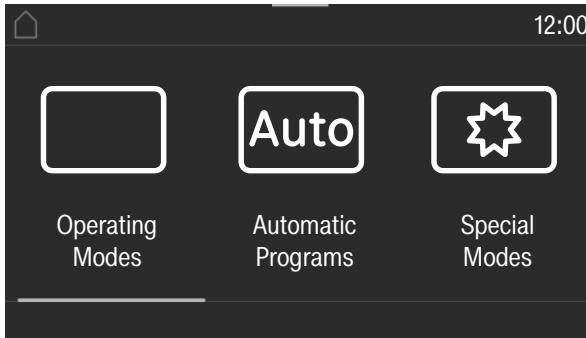 12:00
Auto
Operating
Modes
Automatic
Programs
Special
Modes